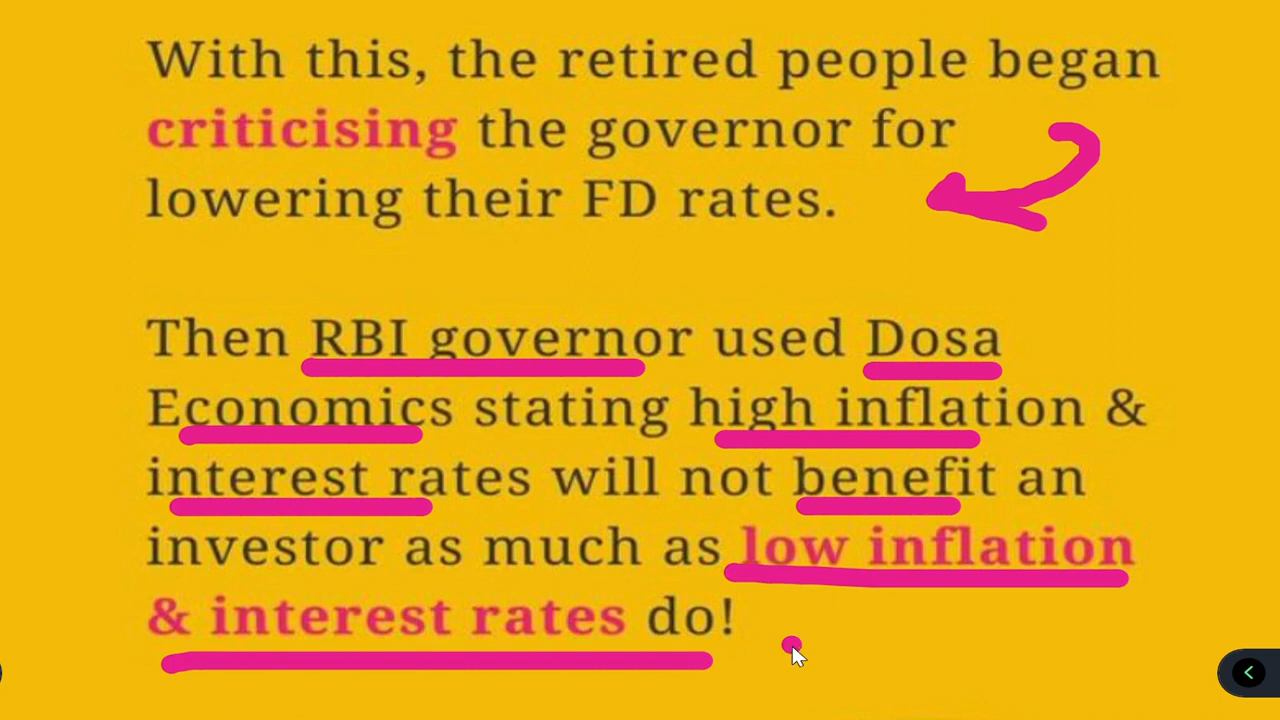 With this, the retired people began
criticising the governor for
lowering their FD rates.
Then RBI governor used Dosa
Economics stating high inflation &
interest rates will not benefit an
investor as much as low inflation
& interest rates do!